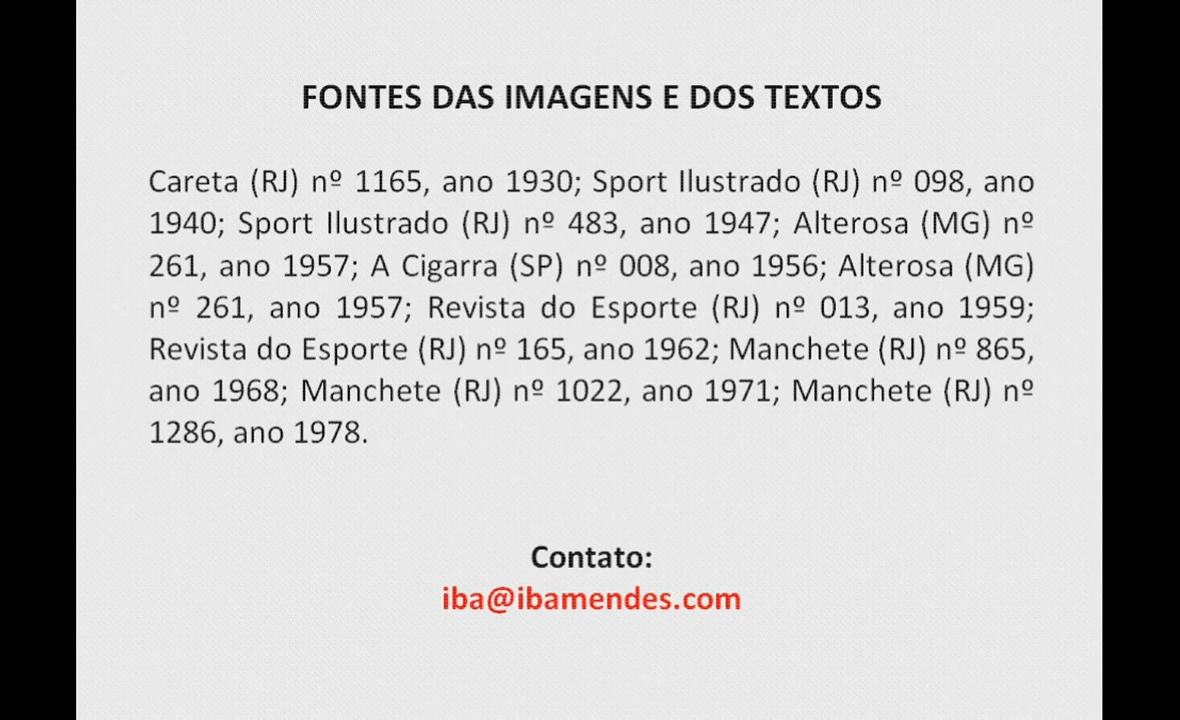 FONTES DAS IMAGENS E DOS TEXTOS
Careta (RJ) nº 1165, ano 1930; Sport Ilustrado (RJ) nº 098, ano
1940; Sport Ilustrado (RJ) nº 483, ano 1947; Alterosa (MG) nº
261, ano 1957; A Cigarra (SP) nº 008, ano 1956; Alterosa (MG)
nº 261, ano 1957; Revista do Esporte (RJ) nº 013, ano 1959;
Revista do Esporte (RJ) nº 165, ano 1962; Manchete (RJ) nº 865,
ano 1968; Manchete (RJ) nº 1022, ano 1971; Manchete (RJ) nº
1286, ano 1978.
Contato:
iba@ibamendes.com